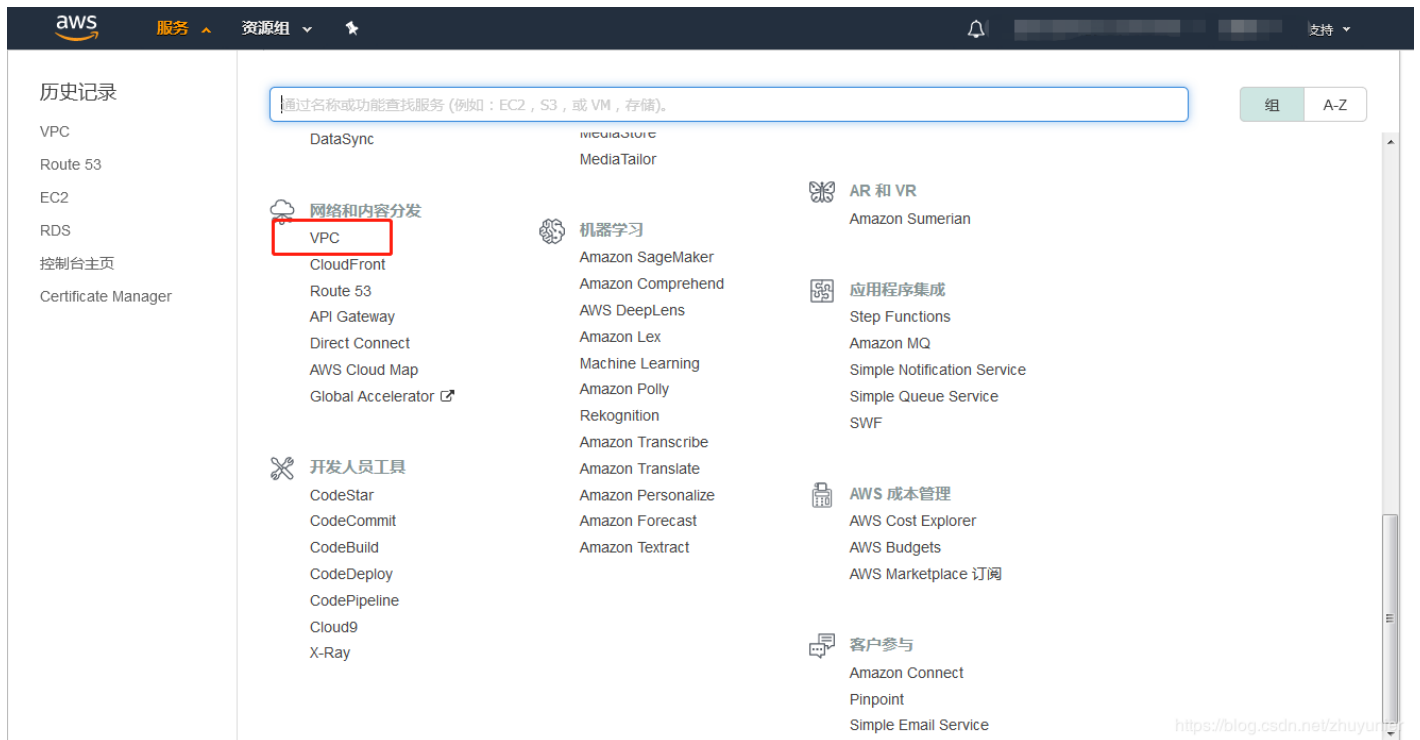 aws 服务 资源组 支持
历史记录
VPC
Route 53
EC2
RDS
控制台主页
Certificate Manager
通过名称或功能查找服务 (例如：EC2，S3，或 VM，存储)。
组 A-Z
DataSync
网络和内容分发
VPC
CloudFront
Route 53
API Gateway
Direct Connect
AWS Cloud Map
Global Accelerator
开发人员工具
CodeStar
CodeCommit
CodeBuild
CodeDeploy
CodePipeline
Cloud9
X-Ray
MediaStore
MediaTailor
机器学习
Amazon SageMaker
Amazon Comprehend
AWS DeepLens
Amazon Lex
Machine Learning
Amazon Polly
Rekognition
Amazon Transcribe
Amazon Translate
Amazon Personalize
Amazon Forecast
Amazon Textract
AR 和 VR
Amazon Sumerian
应用程序集成
Step Functions
Amazon MQ
Simple Notification Service
Simple Queue Service
SWF
AWS 成本管理
AWS Cost Explorer
AWS Budgets
AWS Marketplace 订阅
客户参与
Amazon Connect
Pinpoint
Simple Email Service